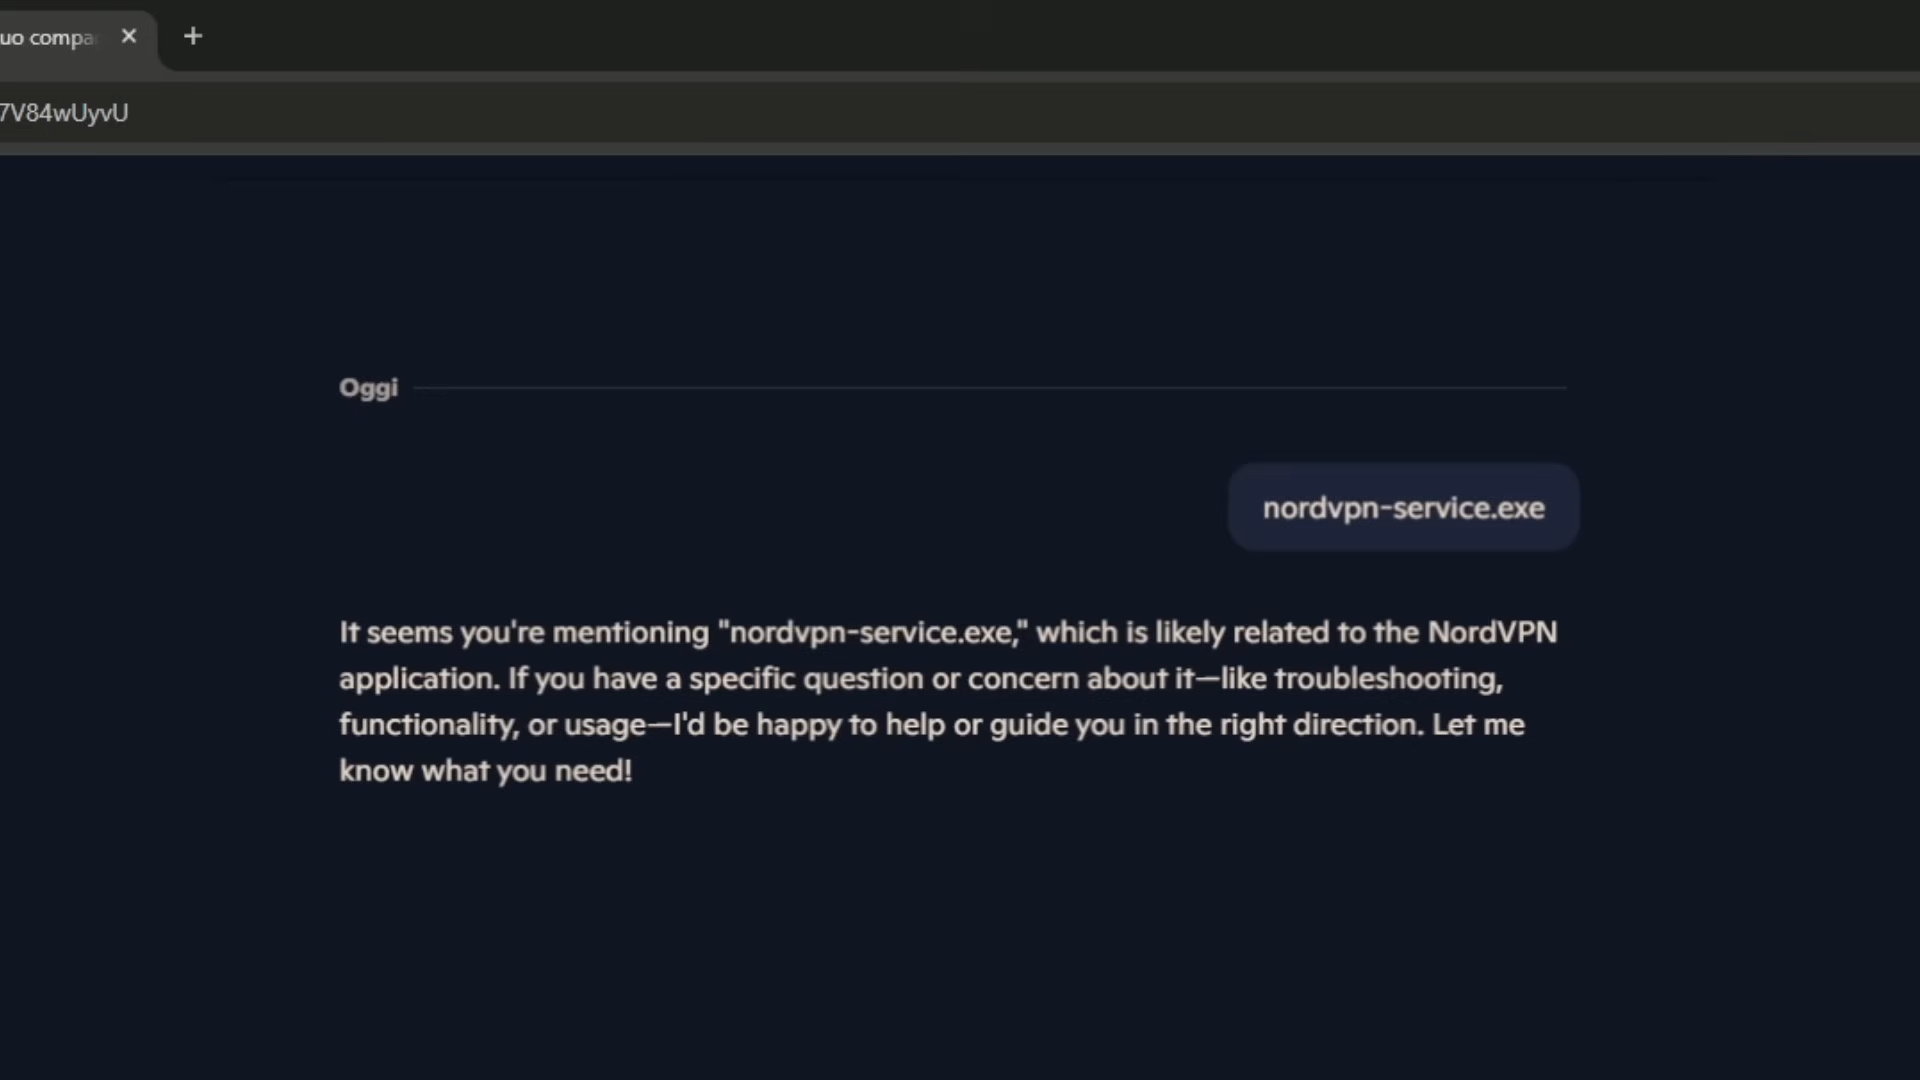 uo compa
7V84wUyvU
Oggi
nordvpn-service.exe
It seems you're mentioning "nordvpn-service.exe," which is likely related to the NordVPN
application. If you have a specific question or concern about it—like troubleshooting,
functionality, or usage—I'd be happy to help or guide you in the right direction. Let me
know what you need!